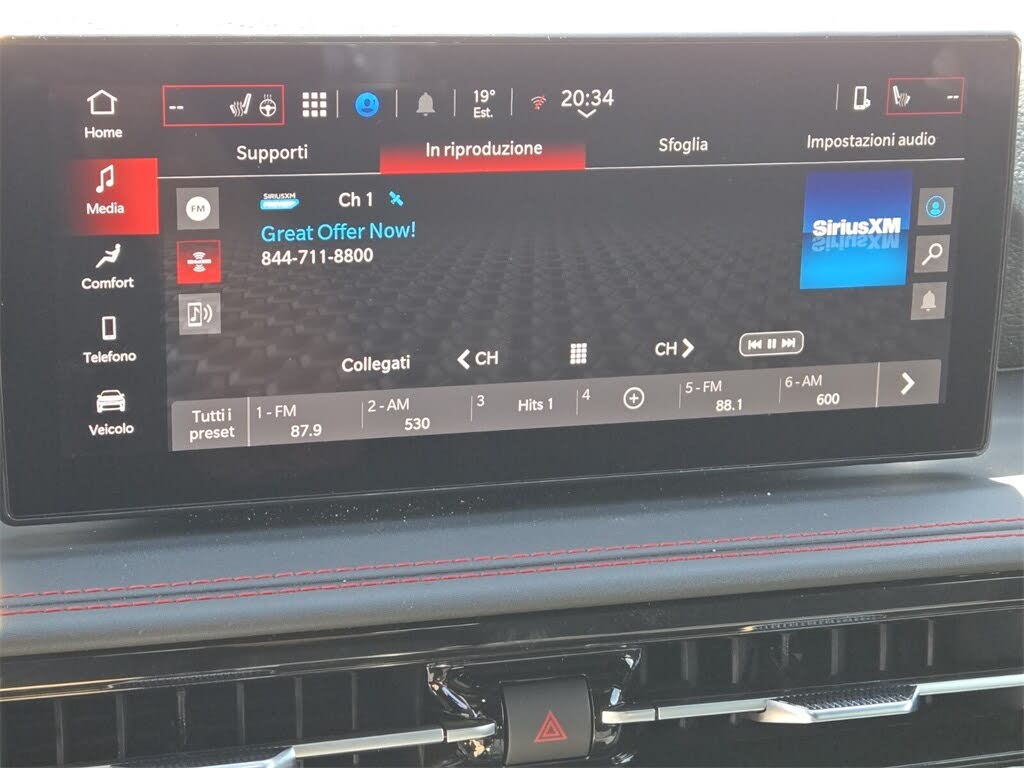 Home
Media
Comfort
Telefono
Veicolo
--
19°
Est.
20:34
--
Supporti
In riproduzione
Sfoglia
Impostazioni audio
FM
SIRIUSXM
Ch 1
Great Offer Now!
844-711-8800
SiriusXM
Collegati
CH
CH
Tutti i
preset
1 - FM
87.9
2 - AM
530
3
Hits 1
4
5 - FM
88.1
6 - AM
600